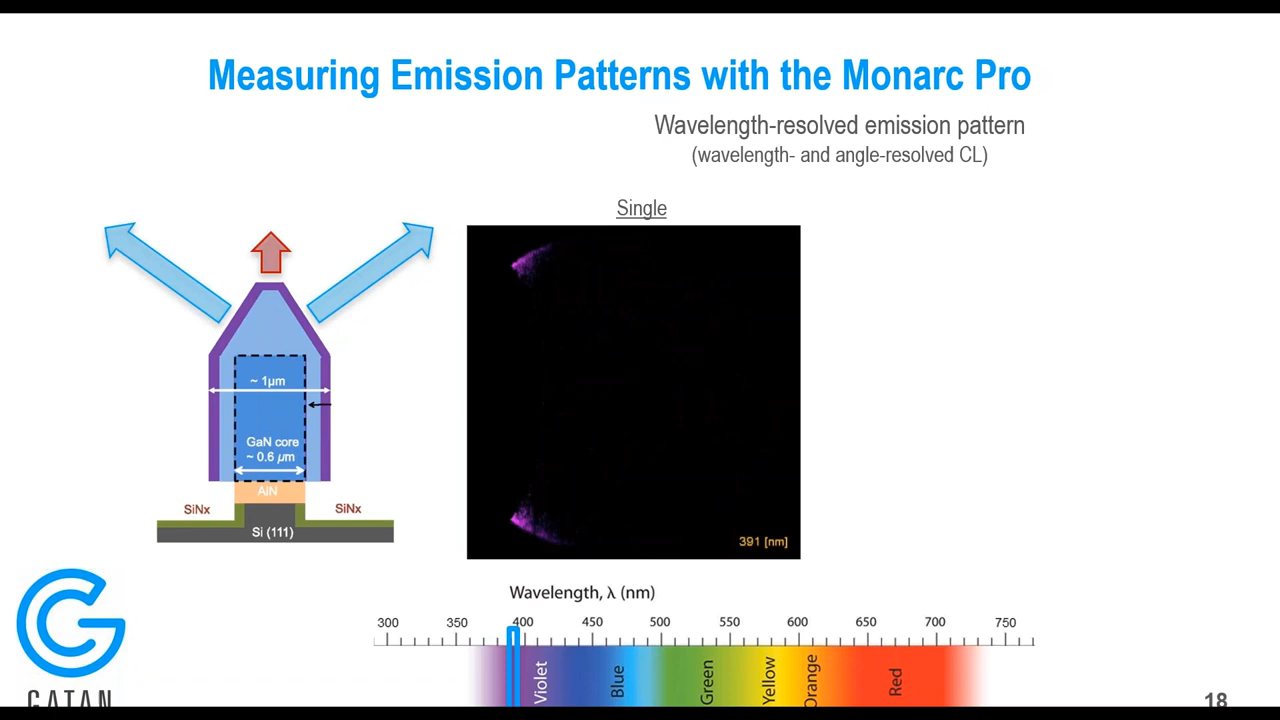 Measuring Emission Patterns with the Monarc Pro
Wavelength-resolved emission pattern
(wavelength- and angle-resolved CL)
Single
~ 1µm
GaN core
~ 0.6 µm
AlN
SiNx
SiNx
Si (111)
391 [nm]
Wavelength, λ (nm)
300 350 400 450 500 550 600 650 700 750
Violet
Blue
Green
Yellow
Orange
Red
GATAN
18